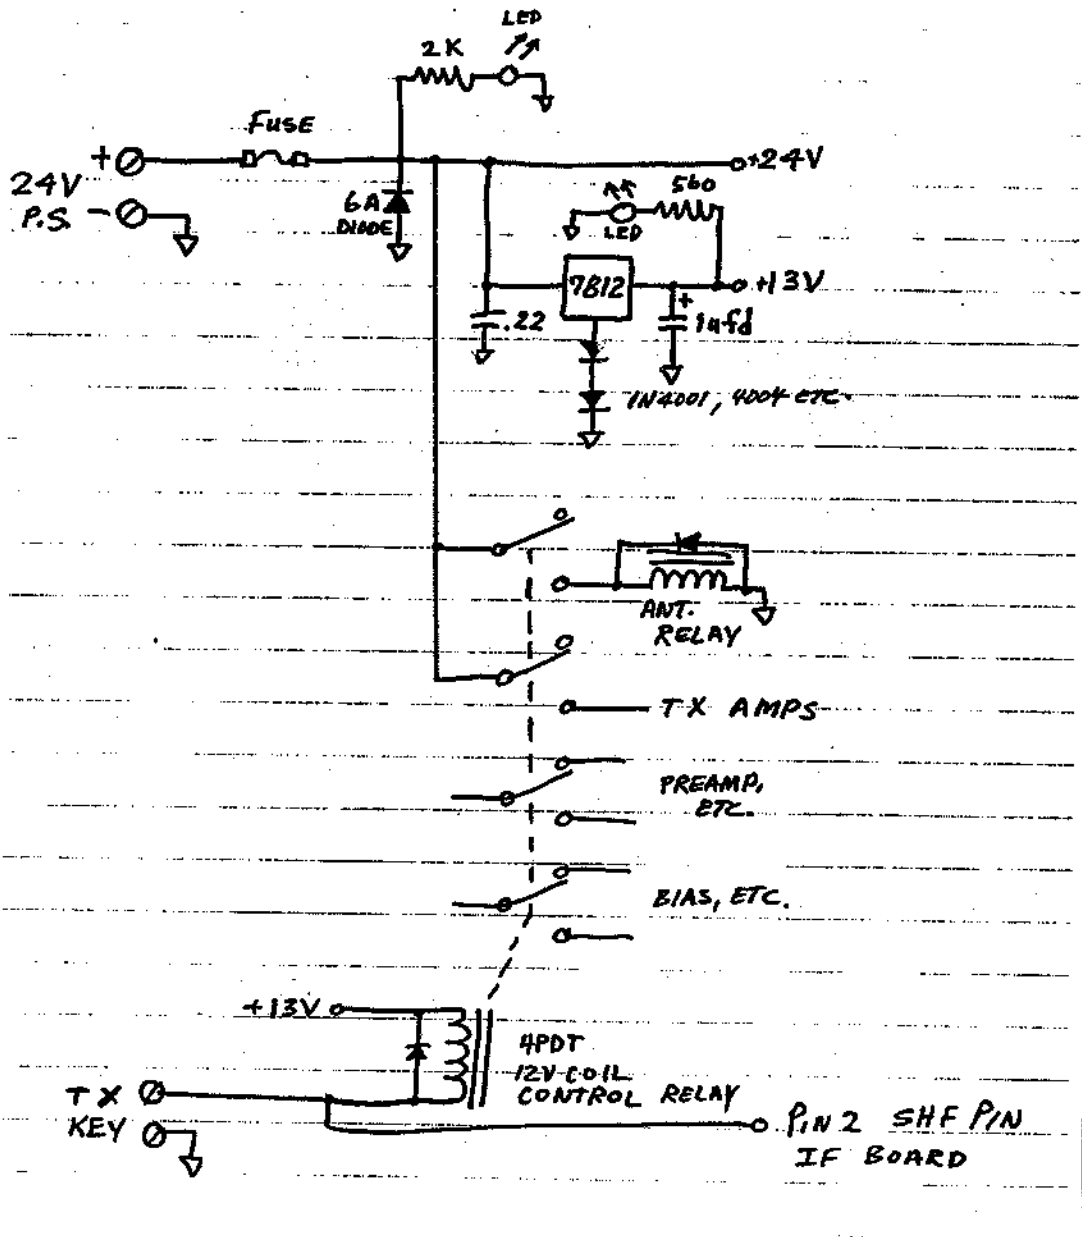 LED
2K
FUSE
+
+24V
24V
P.S. -
6A
DIODE
560
LED
7812
+13V
+
.22
1ufd
1N4001, 4004 ETC.
ANT.
RELAY
TX AMPS
PREAMP,
ETC.
BIAS, ETC.
+13V
4PDT
12V COIL
CONTROL RELAY
TX
KEY
PIN 2 SHF PIN
IF BOARD